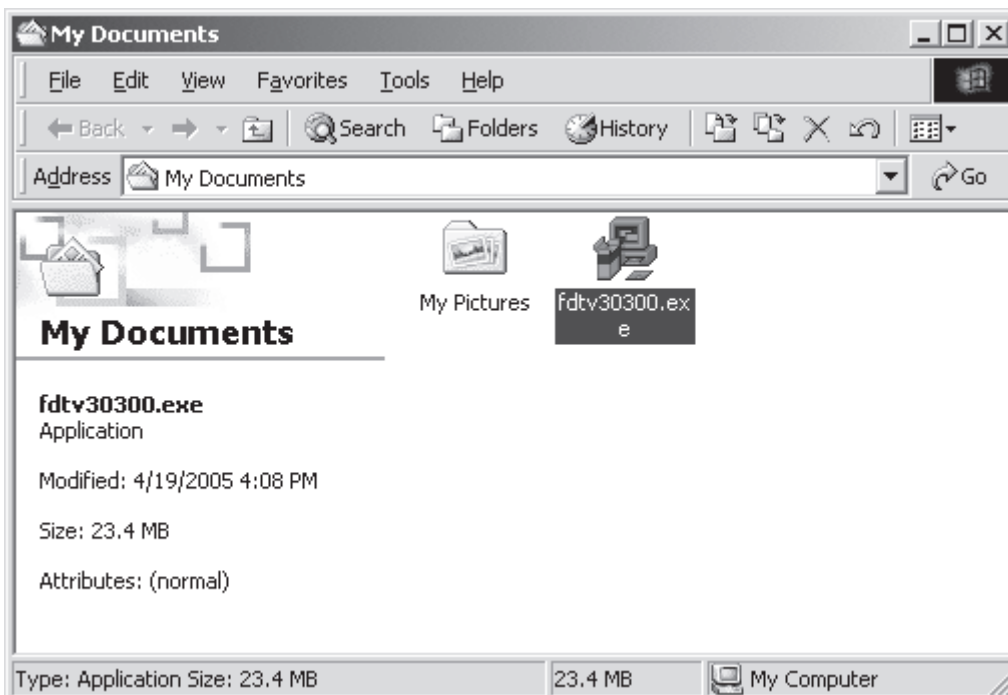 My Documents
File Edit View Favorites Tools Help
Back Search Folders History
Address My Documents Go
My Pictures
fdtv30300.ex
e
My Documents
fdtv30300.exe
Application
Modified: 4/19/2005 4:08 PM
Size: 23.4 MB
Attributes: (normal)
Type: Application Size: 23.4 MB 23.4 MB My Computer